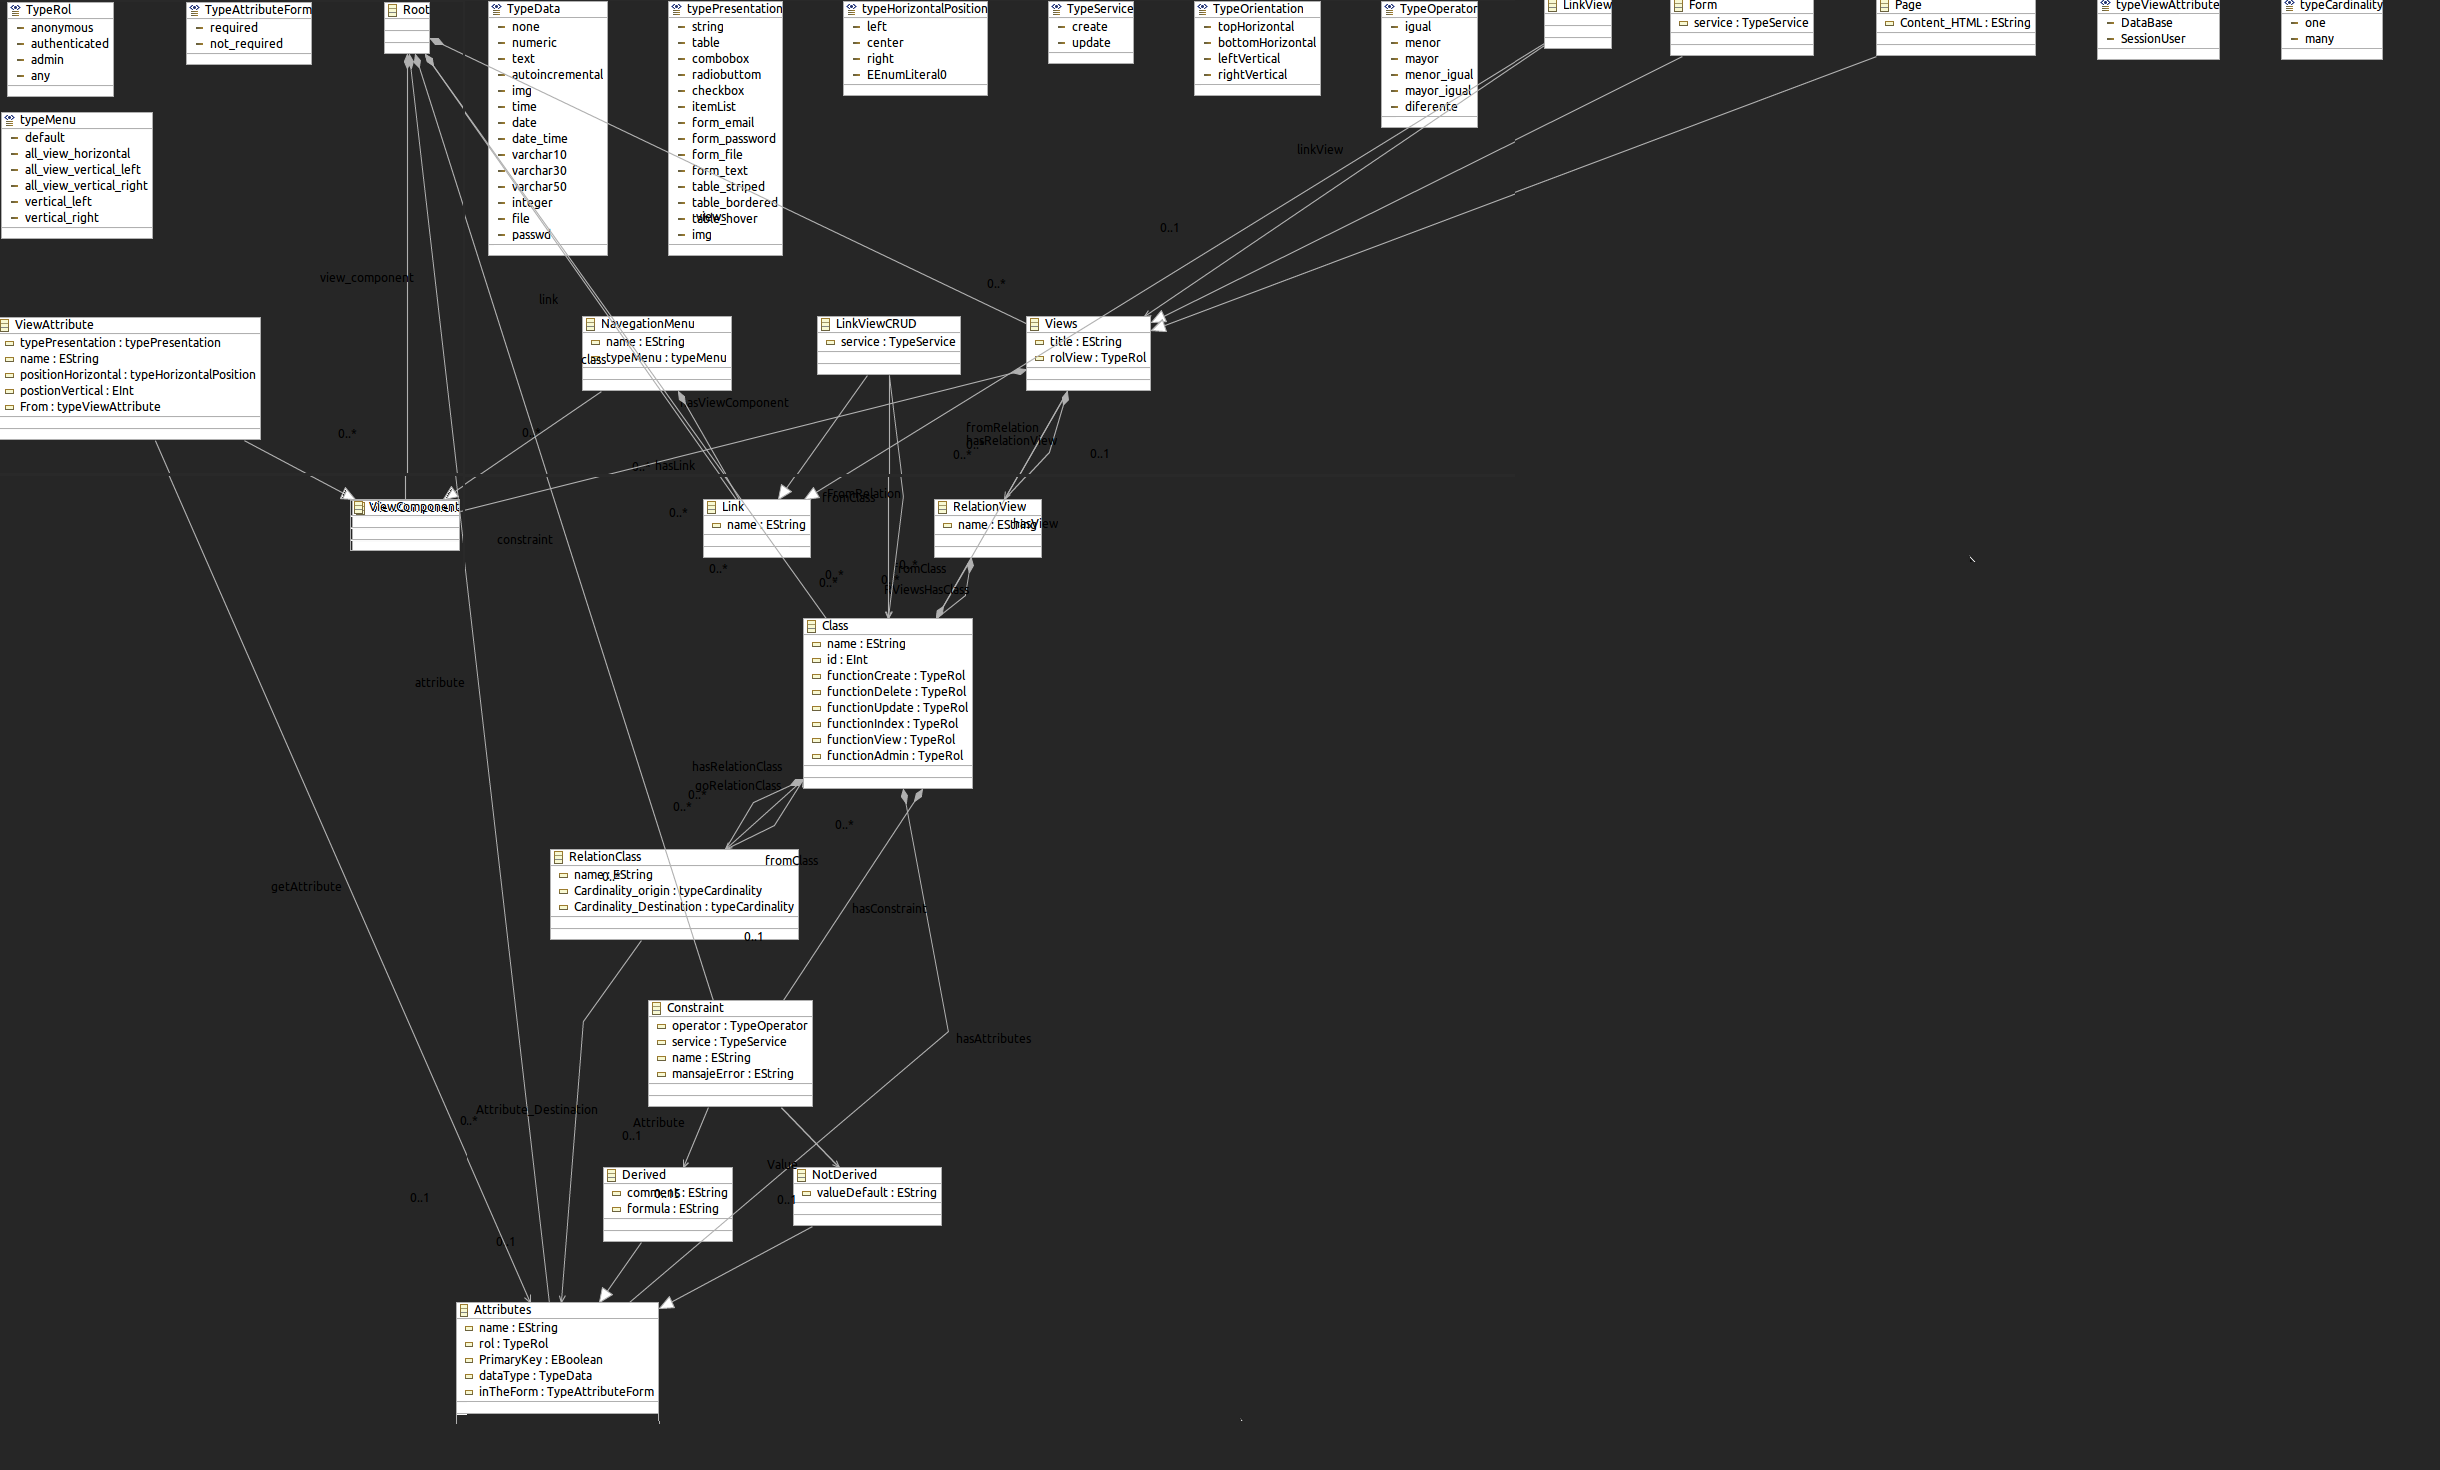 TypeRol
anonymous
authenticated
admin
any
TypeAttributeForm
required
not_required
Root
TypeData
none
numeric
text
autoincremental
img
time
date
date_time
varchar10
varchar30
varchar50
integer
file
passwd
typePresentation
string
table
combobox
radiobuttom
checkbox
itemList
form_email
form_password
form_file
form_text
table_striped
table_bordered
table_hover
views
img
typeHorizontalPosition
left
center
right
EEnumLiteral0
TypeService
create
update
TypeOrientation
topHorizontal
bottomHorizontal
leftVertical
rightVertical
TypeOperator
igual
menor
mayor
menor_igual
mayor_igual
diferente
LinkView
Form
service : TypeService
Page
Content_HTML : EString
typeViewAttribute
DataBase
SessionUser
typeCardinality
one
many
typeMenu
default
all_view_horizontal
all_view_vertical_left
all_view_vertical_right
vertical_left
vertical_right
linkView
0..1
view_component
0..*
link
ViewAttribute
typePresentation : typePresentation
name : EString
positionHorizontal : typeHorizontalPosition
postionVertical : EInt
From : typeViewAttribute
NavegationMenu
name : EString
typeMenu : typeMenu
class
LinkViewCRUD
service : TypeService
Views
title : EString
rolView : TypeRol
asViewComponent
0..*
0..*
fromRelation
hasRelationView
0..*
0..*
0..1
hasLink
ViewComponent
Link
name : EString
FromRelation
fromClass
RelationView
name : EString
hasView
0..*
constraint
0..*
0..*
0..*
0..*
0..*
romClass
ViewsHasClass
Class
name : EString
id : EInt
functionCreate : TypeRol
functionDelete : TypeRol
functionUpdate : TypeRol
functionIndex : TypeRol
functionView : TypeRol
functionAdmin : TypeRol
attribute
hasRelationClass
goRelationClass
0..*
0..*
0..*
RelationClass
name : EString
Cardinality_origin : typeCardinality
Cardinality_Destination : typeCardinality
fromClass
getAttribute
hasConstraint
0..1
Constraint
operator : TypeOperator
service : TypeService
name : EString
mansajeError : EString
hasAttributes
Attribute_Destination
0..*
Attribute
0..1
Value
Derived
comment : EString
formula : EString
NotDerived
valueDefault : EString
0..1
0..1
0..1
Attributes
name : EString
rol : TypeRol
PrimaryKey : EBoolean
dataType : TypeData
inTheForm : TypeAttributeForm